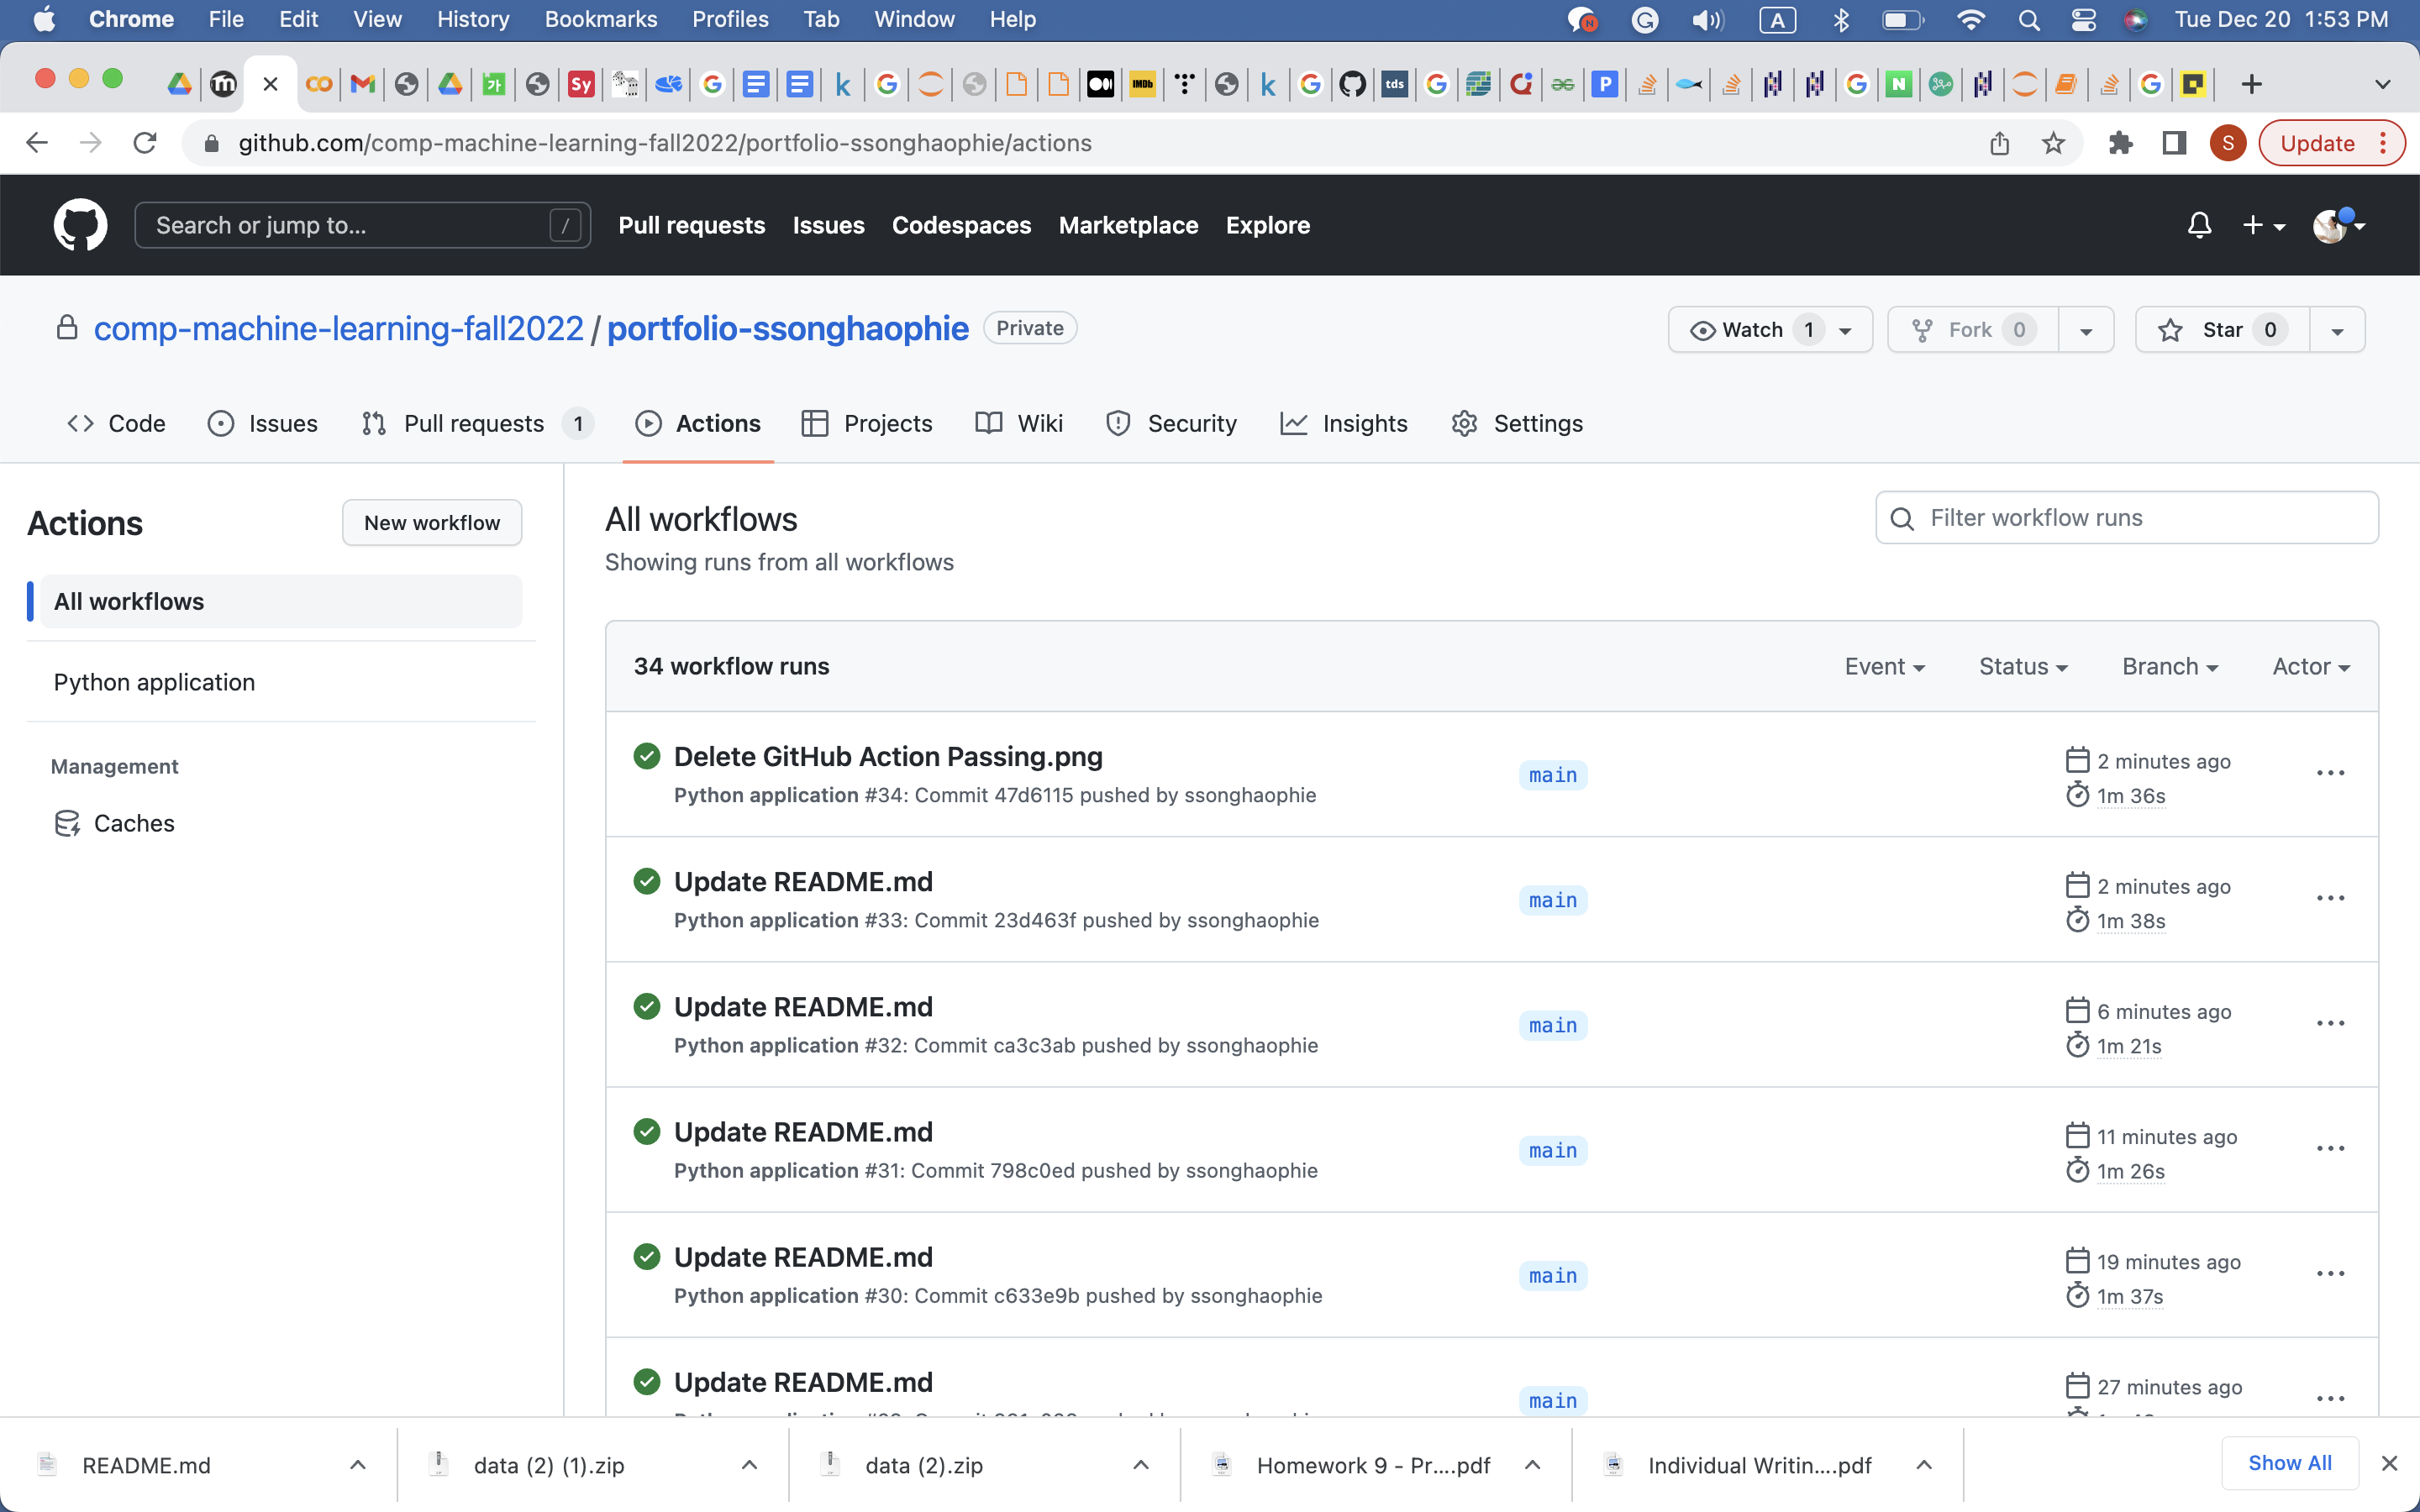 Chrome File Edit View History Bookmarks Profiles Tab Window Help
A
Tue Dec 20 1:53 PM
Sy
IMDb
tds
github.com/comp-machine-learning-fall2022/portfolio-ssonghaophie/actions
S
Update
Search or jump to...
/
Pull requests Issues Codespaces Marketplace Explore
comp-machine-learning-fall2022 / portfolio-ssonghaophie Private
Watch 1
Fork 0
Star 0
Code Issues Pull requests 1 Actions Projects Wiki Security Insights Settings
Actions
New workflow
All workflows
Python application
Management
Caches
All workflows
Showing runs from all workflows
Filter workflow runs
34 workflow runs
Event Status Branch Actor
Delete GitHub Action Passing.png
Python application #34: Commit 47d6115 pushed by ssonghaophie
main
2 minutes ago
1m 36s
Update README.md
Python application #33: Commit 23d463f pushed by ssonghaophie
main
2 minutes ago
1m 38s
Update README.md
Python application #32: Commit ca3c3ab pushed by ssonghaophie
main
6 minutes ago
1m 21s
Update README.md
Python application #31: Commit 798c0ed pushed by ssonghaophie
main
11 minutes ago
1m 26s
Update README.md
Python application #30: Commit c633e9b pushed by ssonghaophie
main
19 minutes ago
1m 37s
Update README.md
main
27 minutes ago
README.md
data (2) (1).zip
data (2).zip
Homework 9 - Pr....pdf
Individual Writin....pdf
Show All